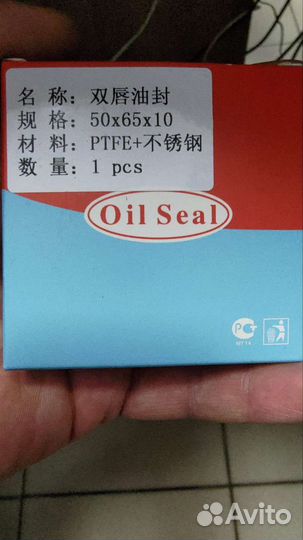 名 称: 双唇油封
规 格: 50x65x10
材 料: PTFE+不锈钢
数 量: 1 pcs
Oil Seal
Avito